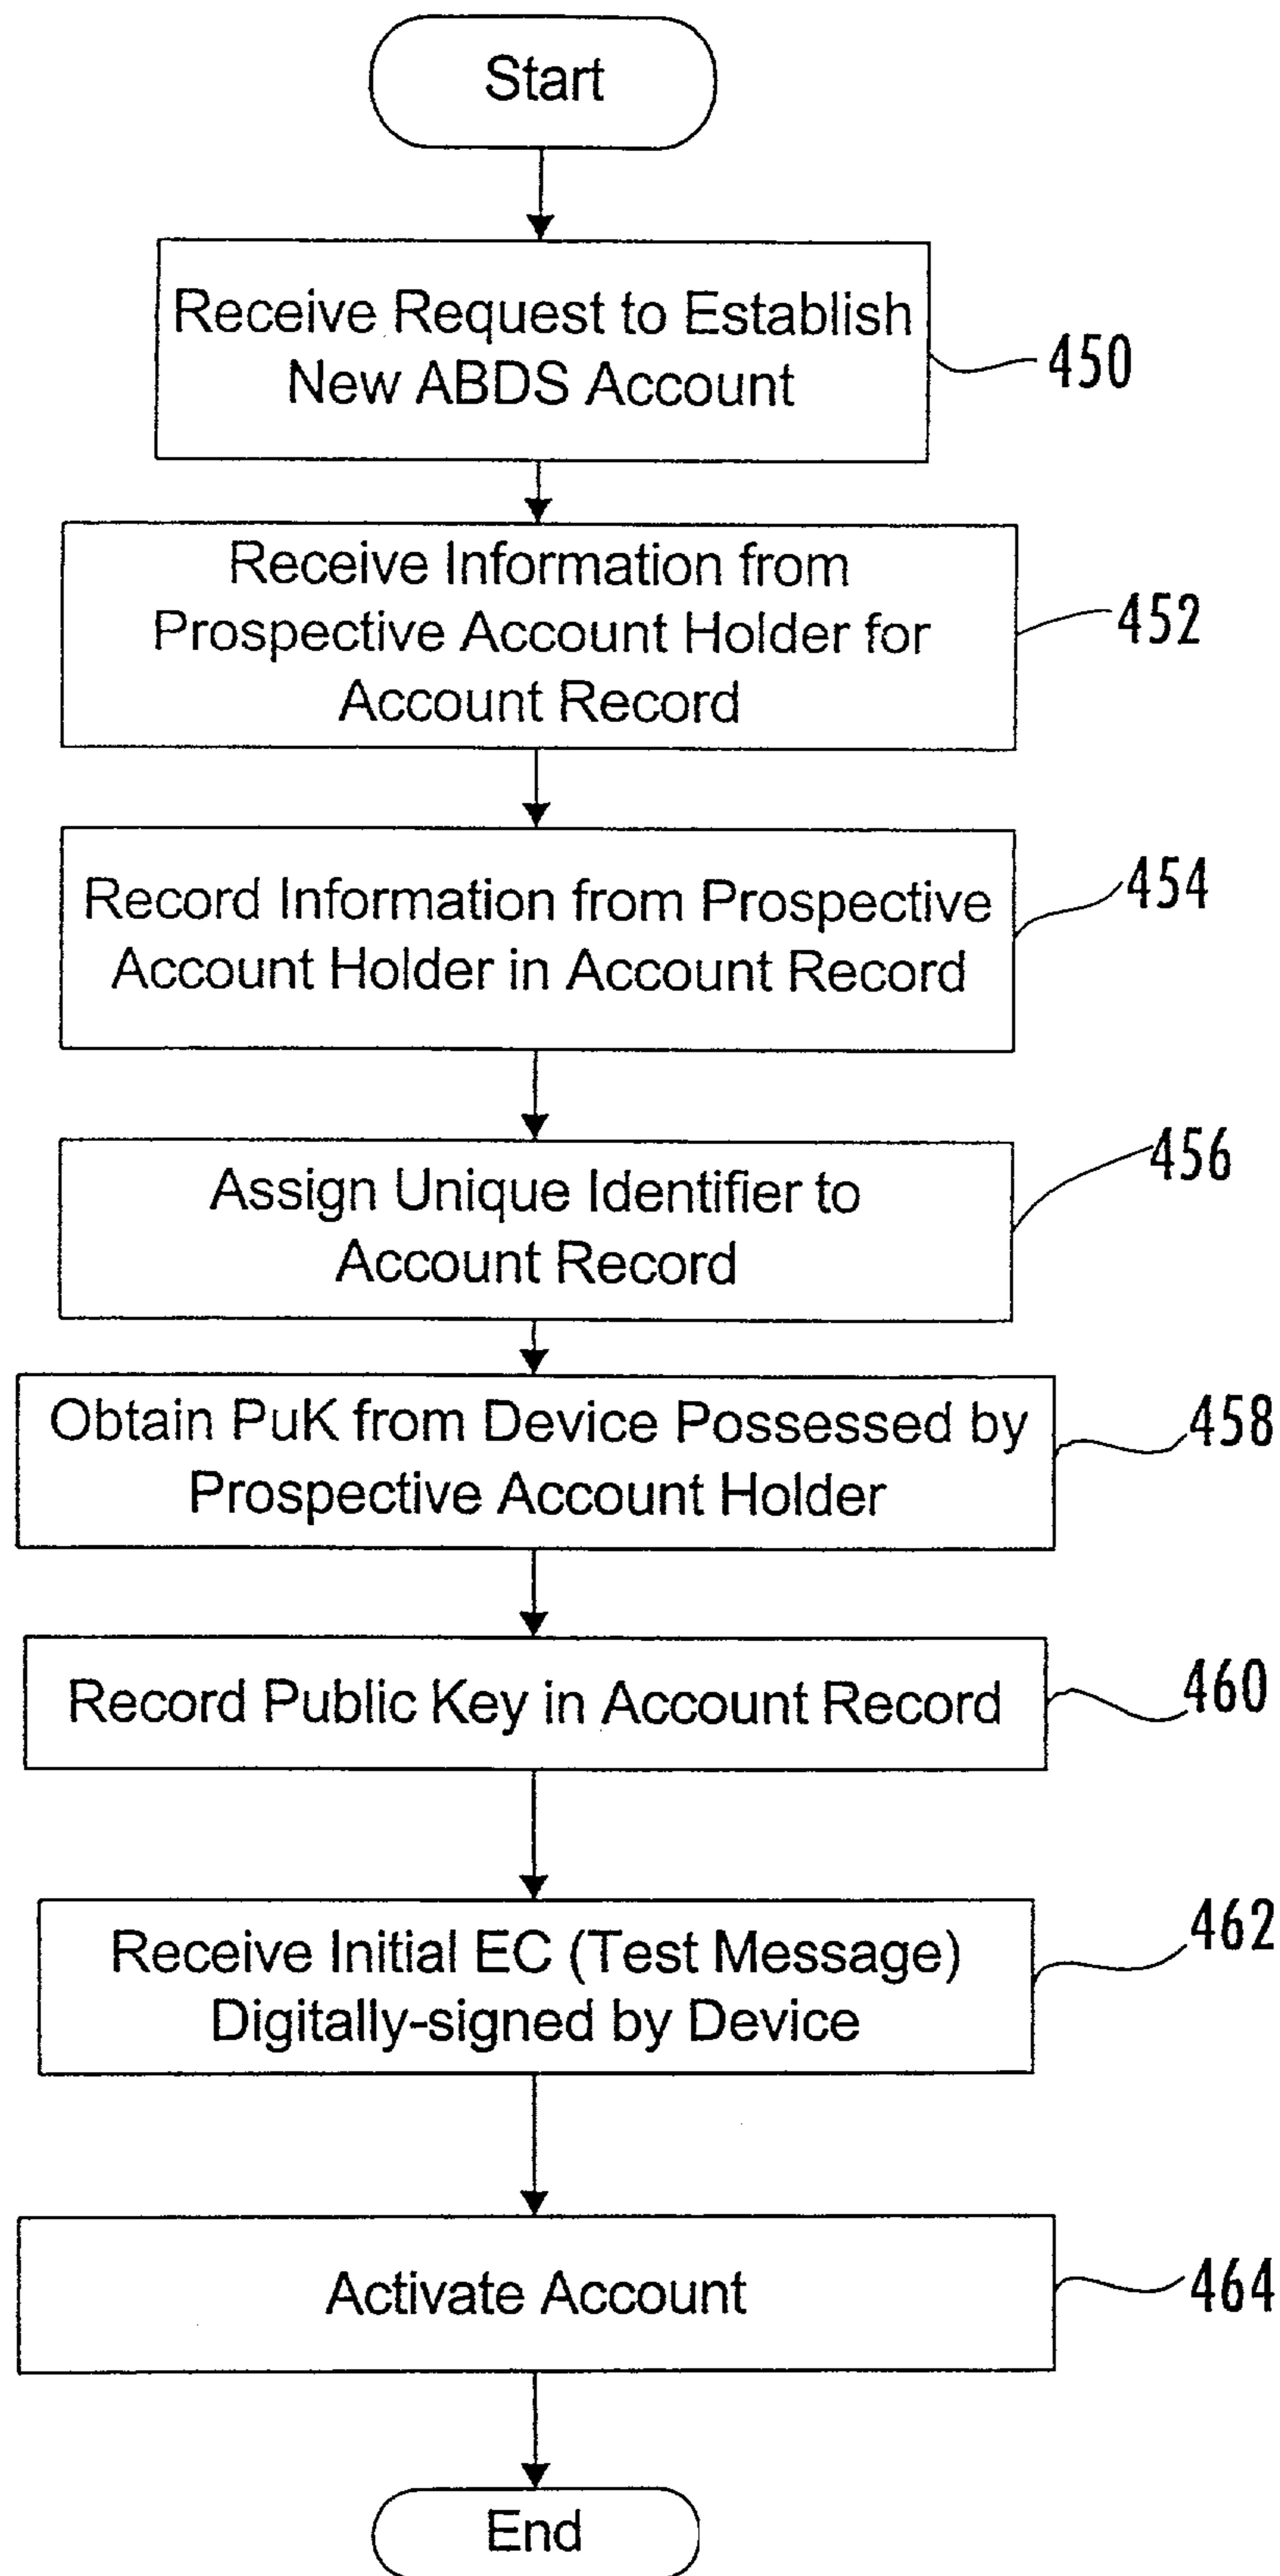 Start
Receive Request to Establish
New ABDS Account
450
Receive Information from
Prospective Account Holder for
Account Record
452
Record Information from Prospective
Account Holder in Account Record
454
Assign Unique Identifier to
Account Record
456
Obtain PuK from Device Possessed by
Prospective Account Holder
458
Record Public Key in Account Record
460
Receive Initial EC (Test Message)
Digitally-signed by Device
462
Activate Account
464
End